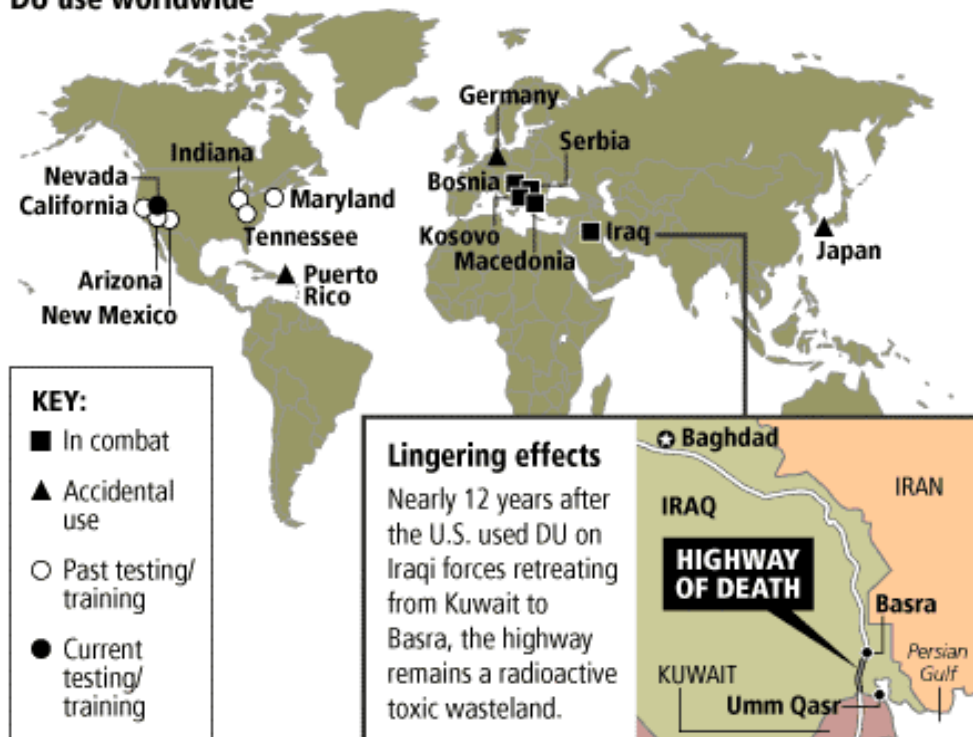 DU use worldwide
Germany
Serbia
Indiana
Nevada
Bosnia
California
Maryland
Kosovo
Iraq
Tennessee
Macedonia
Japan
Arizona
Puerto
Rico
New Mexico
KEY:
In combat
Accidental
use
Past testing/
training
Current
testing/
training
Lingering effects
Nearly 12 years after
the U.S. used DU on
Iraqi forces retreating
from Kuwait to
Basra, the highway
remains a radioactive
toxic wasteland.
Baghdad
IRAN
IRAQ
HIGHWAY
OF DEATH
Basra
Persian
Gulf
KUWAIT
Umm Qasr